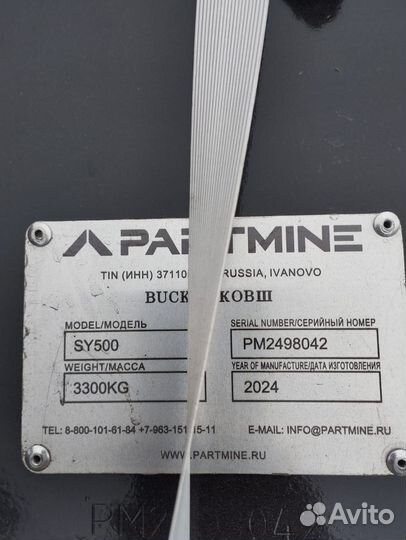 PARTMINE
TIN (ИНН) 37110 RUSSIA, IVANOVO
BUCK КОВШ
MODEL/МОДЕЛЬ
SY500
SERIAL NUMBER/СЕРИЙНЫЙ НОМЕР
PM2498042
WEIGHT/МАССА
3300KG
YEAR OF MANUFACTURE/ДАТА ИЗГОТОВЛЕНИЯ
2024
TEL: 8-800-101-61-84 +7-963-151 15-11
E-MAIL: INFO@PARTMINE.RU
WWW.PARTMINE.RU
PM2 042
Avito